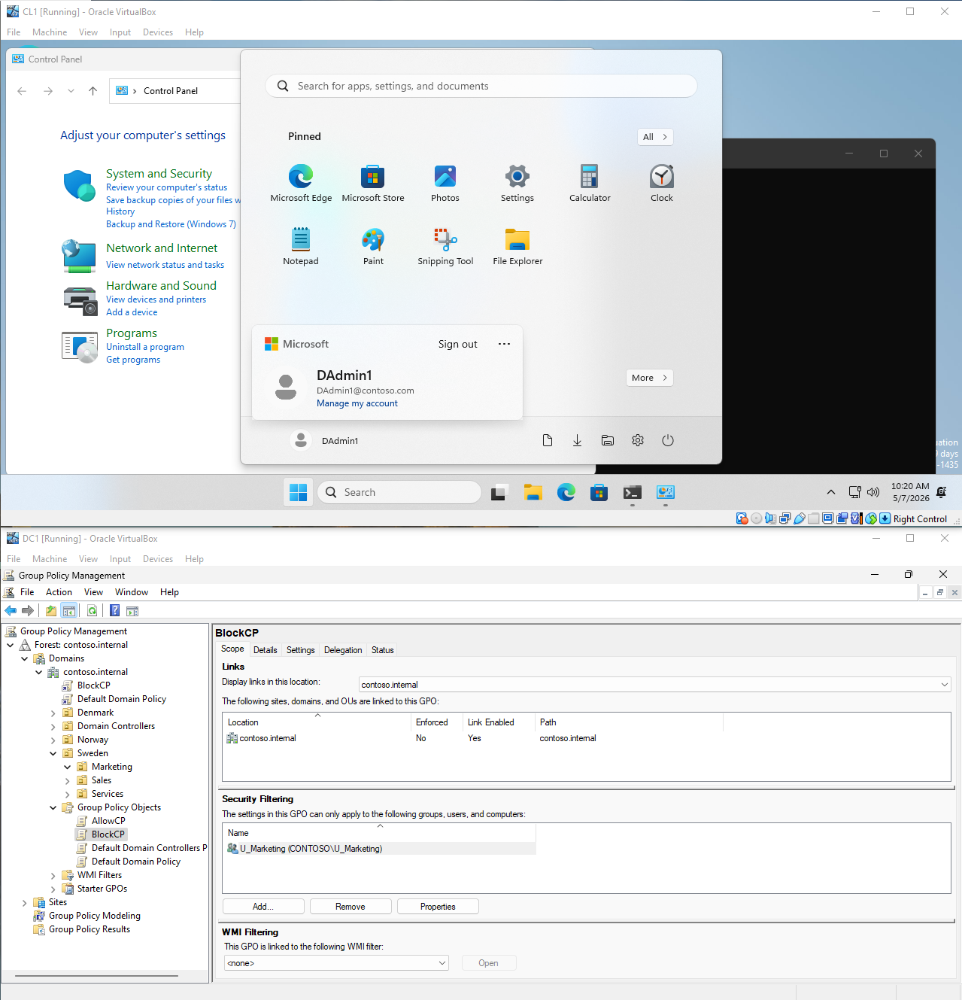 CL1 [Running] - Oracle VirtualBox
File Machine View Input Devices Help
Control Panel
Control Panel
Adjust your computer's settings
System and Security
Review your computer's status
Save backup copies of your files w
History
Backup and Restore (Windows 7)
Network and Internet
View network status and tasks
Hardware and Sound
View devices and printers
Add a device
Programs
Uninstall a program
Get programs
Search for apps, settings, and documents
Pinned
All
Microsoft Edge Microsoft Store Photos Settings Calculator Clock
Notepad Paint Snipping Tool File Explorer
Microsoft Sign out
DAdmin1
DAdmin1@contoso.com
Manage my account
More
DAdmin1
uation
days
-1435
Search
10:20 AM
5/7/2026
Right Control
DC1 [Running] - Oracle VirtualBox
File Machine View Input Devices Help
Group Policy Management
File Action View Window Help
Group Policy Management
Forest: contoso.internal
Domains
contoso.internal
BlockCP
Default Domain Policy
Denmark
Domain Controllers
Norway
Sweden
Marketing
Sales
Services
Group Policy Objects
AllowCP
BlockCP
Default Domain Controllers P
Default Domain Policy
WMI Filters
Starter GPOs
Sites
Group Policy Modeling
Group Policy Results
BlockCP
Scope Details Settings Delegation Status
Links
Display links in this location: contoso.internal
The following sites, domains, and OUs are linked to this GPO:
Location Enforced Link Enabled Path
contoso.internal No Yes contoso.internal
Security Filtering
The settings in this GPO can only apply to the following groups, users, and computers:
Name
U_Marketing (CONTOSO\U_Marketing)
Add... Remove Properties
WMI Filtering
This GPO is linked to the following WMI filter:
<none> Open